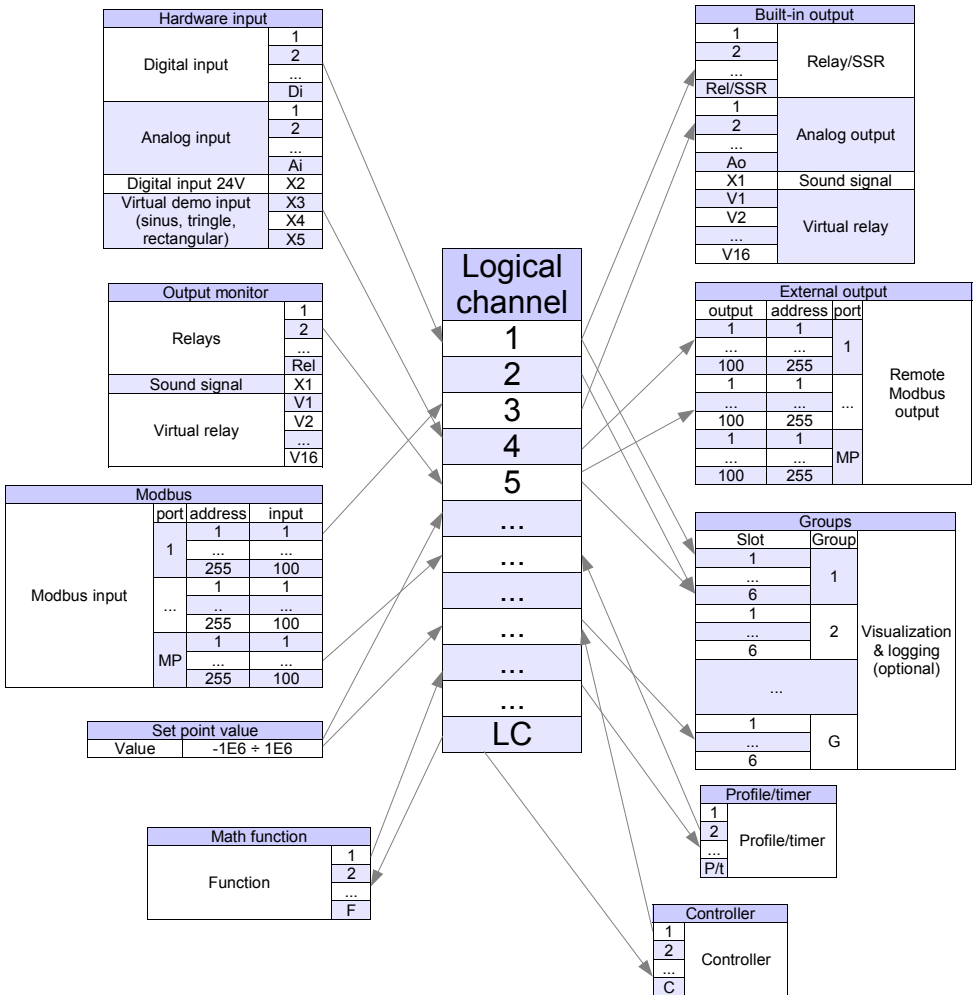 Hardware input
Digital input
1
2
...
Di
Analog input
1
2
...
Ai
Digital input 24V X2
Virtual demo input
(sinus, tringle,
rectangular)
X3
X4
X5
Output monitor
Relays
1
2
...
Rel
Sound signal X1
Virtual relay
V1
V2
...
V16
Modbus
port address input
Modbus input
1
1 1
... ...
255 100
...
1 1
.. ...
255 100
MP
1 1
... ...
255 100
Set point value
Value -1E6 ÷ 1E6
Math function
Function
1
2
...
F
Logical
channel
1
2
3
4
5
...
...
...
...
...
...
LC
Built-in output
1
2
...
Rel/SSR
Relay/SSR
1
2
...
Ao
Analog output
X1 Sound signal
V1
V2
...
V16
Virtual relay
External output
output address port
1 1
... ...
100 255
1
1 1
... ...
100 255
...
1 1
... ...
100 255
MP
Remote
Modbus
output
Groups
Slot Group
1
...
6
1
1
...
6
2
...
1
...
6
G
Visualization
& logging
(optional)
Profile/timer
1
2
...
P/t
Profile/timer
Controller
1
2
...
C
Controller